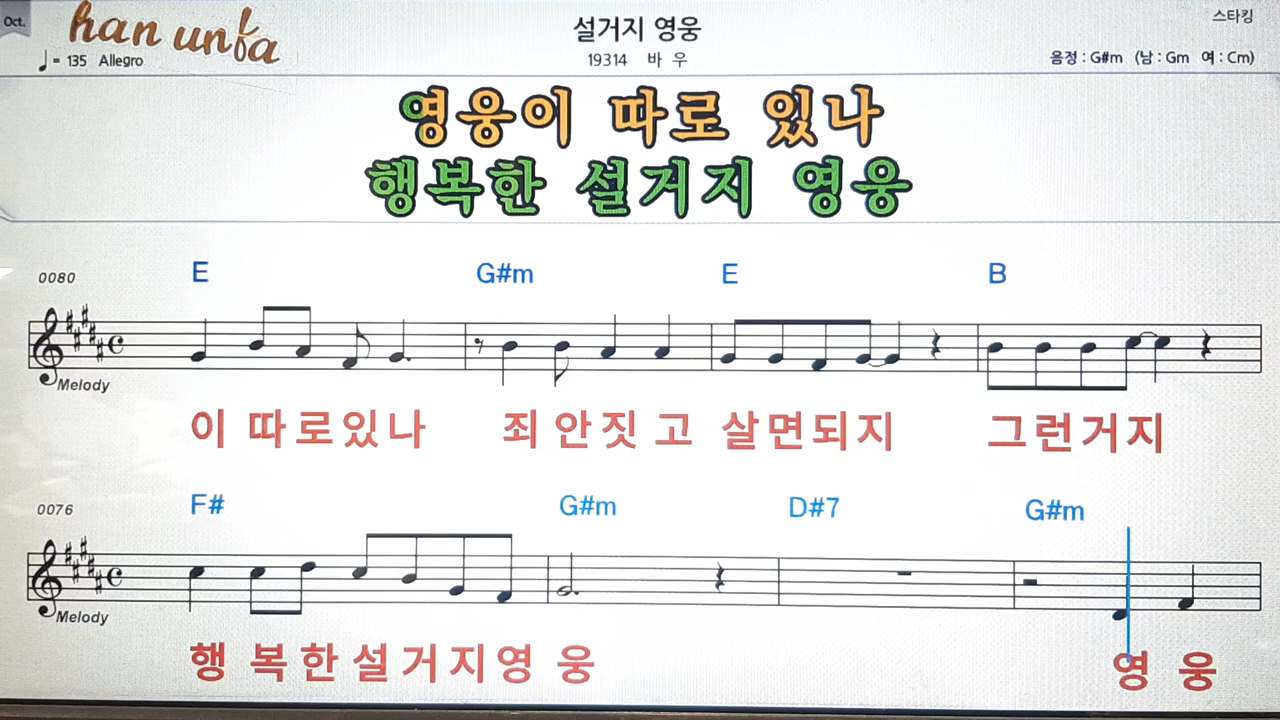 Oct.
han unfa
설거지 영웅
스타킹
♩= 135 Allegro
19314 바 우
음정 : G#m (남 : Gm 여 : Cm)
영웅이 따로 있나
행복한 설거지 영웅
0080
E G#m E B
Melody
이 따로있나 죄 안짓 고 살면되지 그런거지
0076
F# G#m D#7 G#m
Melody
행 복한설거지영 웅 영 웅